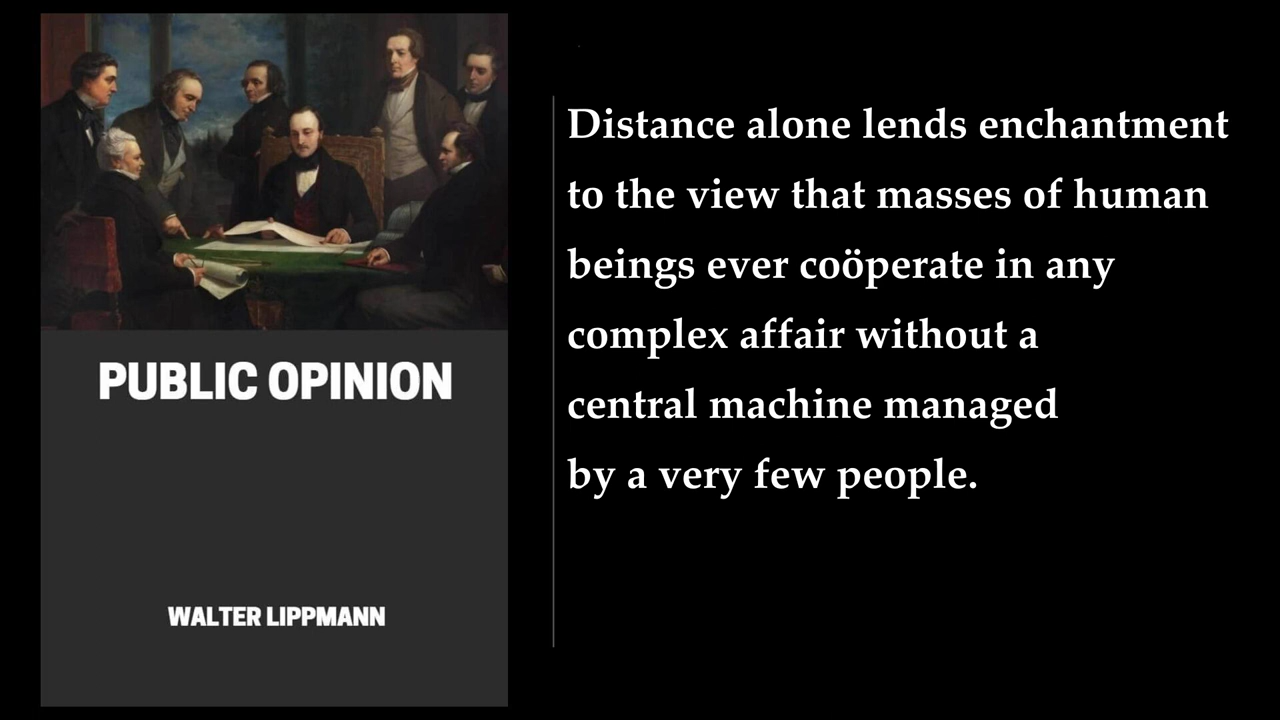 PUBLIC OPINION
WALTER LIPPMANN
Distance alone lends enchantment
to the view that masses of human
beings ever coöperate in any
complex affair without a
central machine managed
by a very few people.